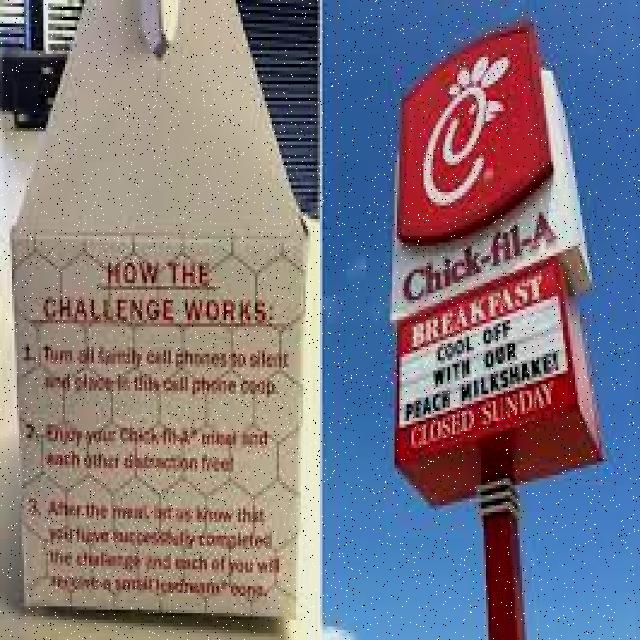 HOW THE
CHALLENGE WORKS:
1. Turn all family cell phones to silent
and place in this cell phone coop.
2. Enjoy your Chick-fil-A® meal and
each other distraction free!
3. After the meal, let us know that
you have successfully completed
the challenge and each of you will
receive a small Icedream® cone.
Chick-fil-A
BREAKFAST
COOL OFF
WITH OUR
PEACH MILKSHAKE!
CLOSED SUNDAY